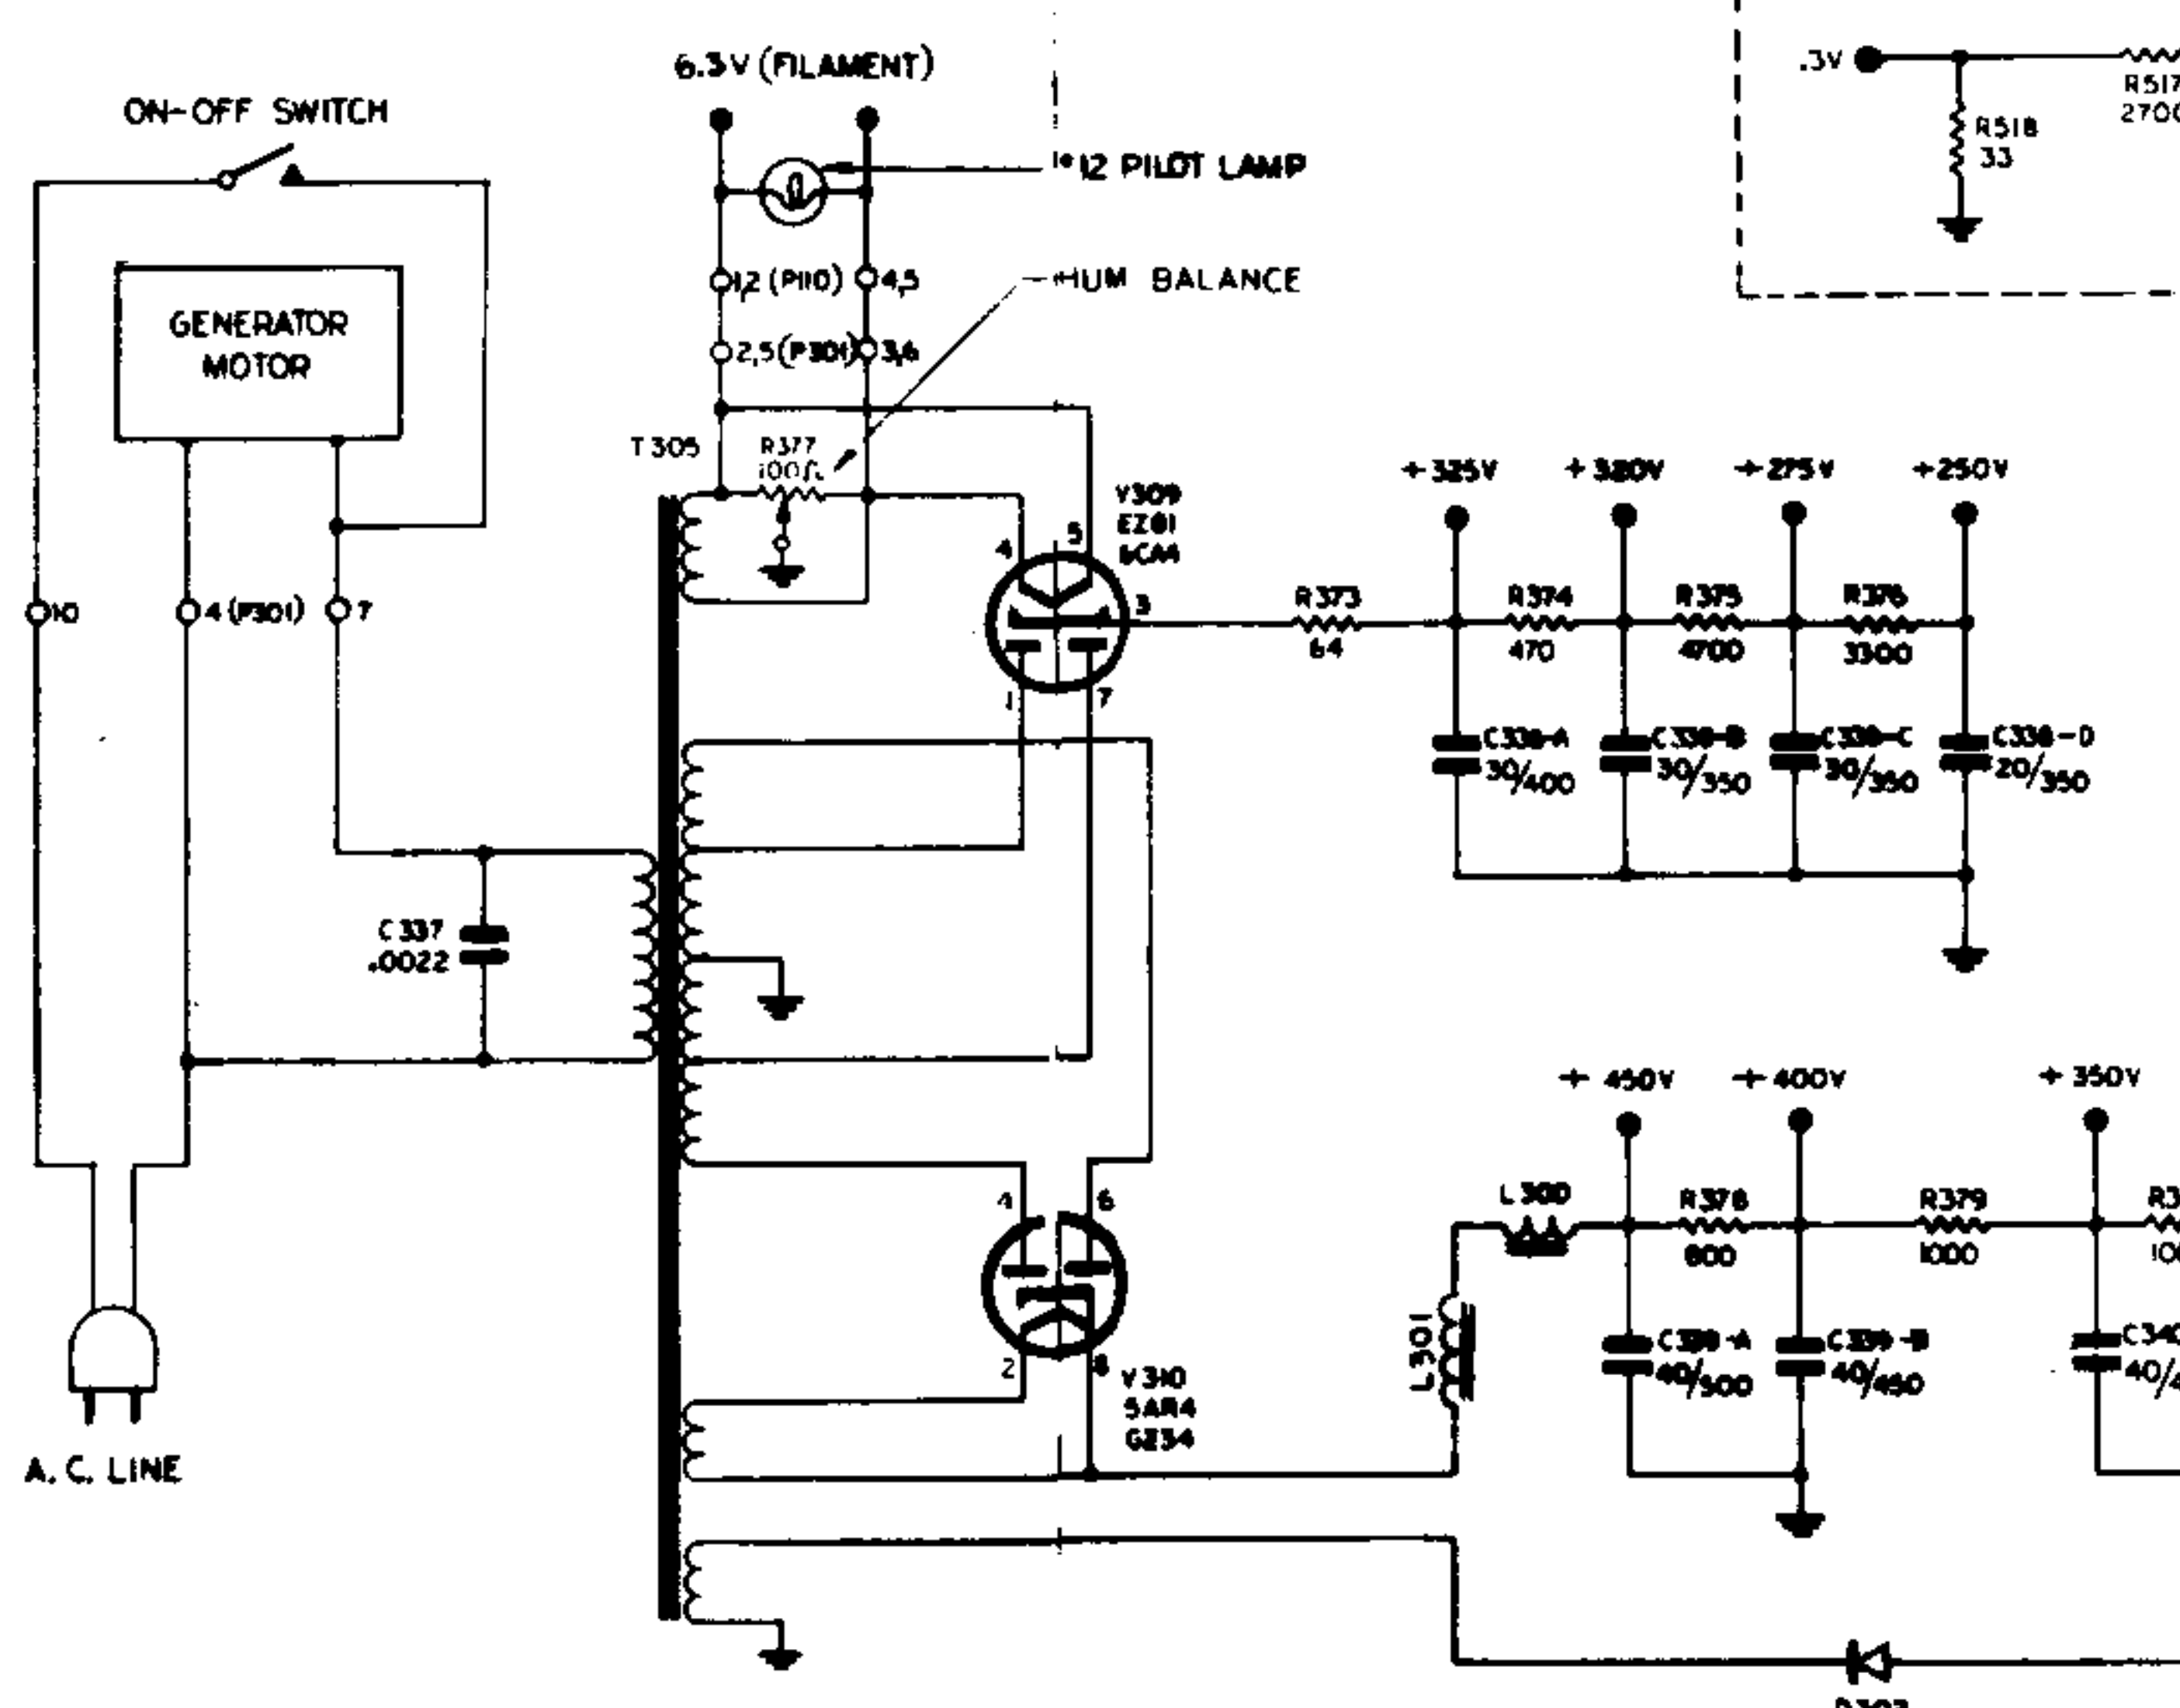 6.3V (FILAMENT)
ON-OFF SWITCH
.3V
R517
R518
33
#12 PILOT LAMP
1,2 (P110) 4,5
HUM BALANCE
GENERATOR
MOTOR
2,5 (P301) 3,6
T305
R377
100Ω
V309
EZ81
6CA4
4
5
3
1
7
+325V
+320V
+275V
+250V
R373
64
R374
470
R375
4700
R376
3300
10
4 (P301) 7
C338-A
30/400
C338-B
30/350
C338-C
30/350
C338-D
20/350
C337
.0022
+450V
+400V
+350V
4
6
2
8
V310
5AR4
GZ34
L300
L301
R378
800
R379
1000
C339-A
40/500
C339-B
40/450
A.C. LINE